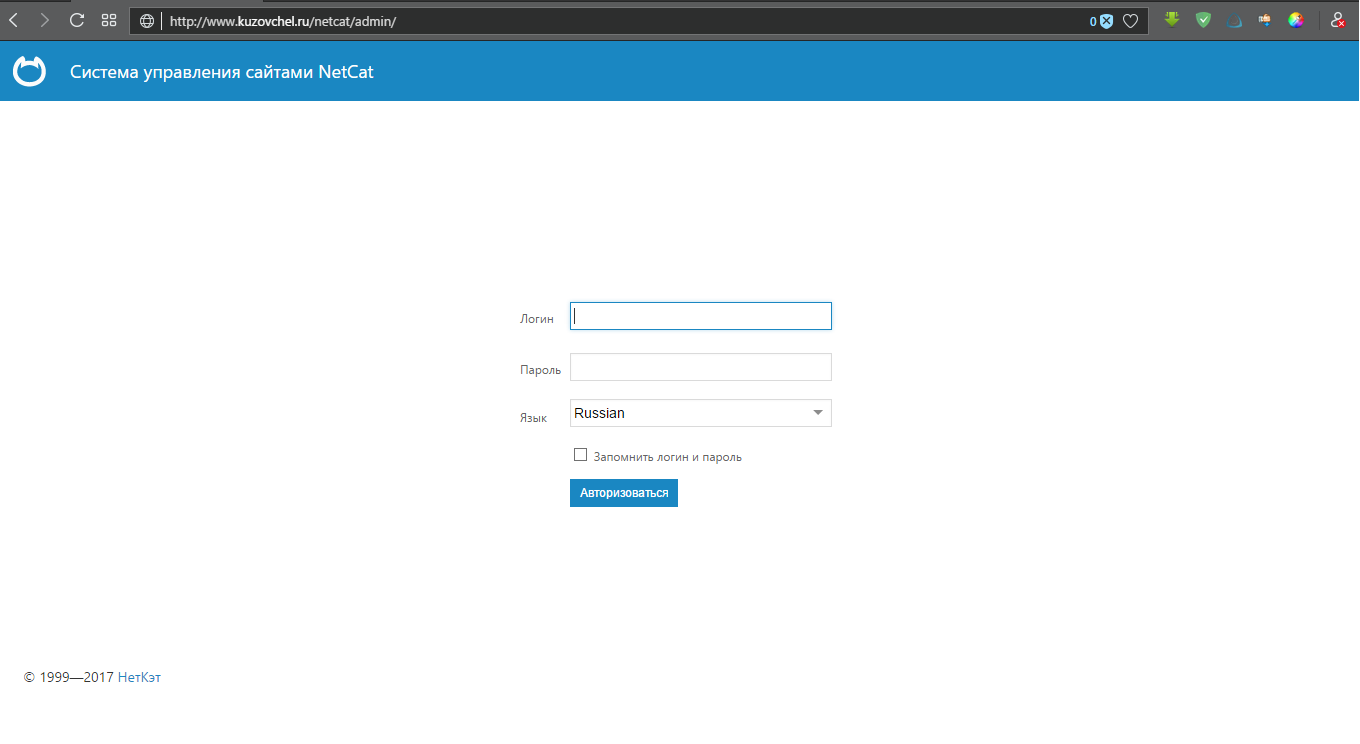 http://www.kuzovchel.ru/netcat/admin/ 0
Система управления сайтами NetCat
Логин
Пароль
Язык Russian
Запомнить логин и пароль
Авторизоваться
© 1999—2017 НетКэт